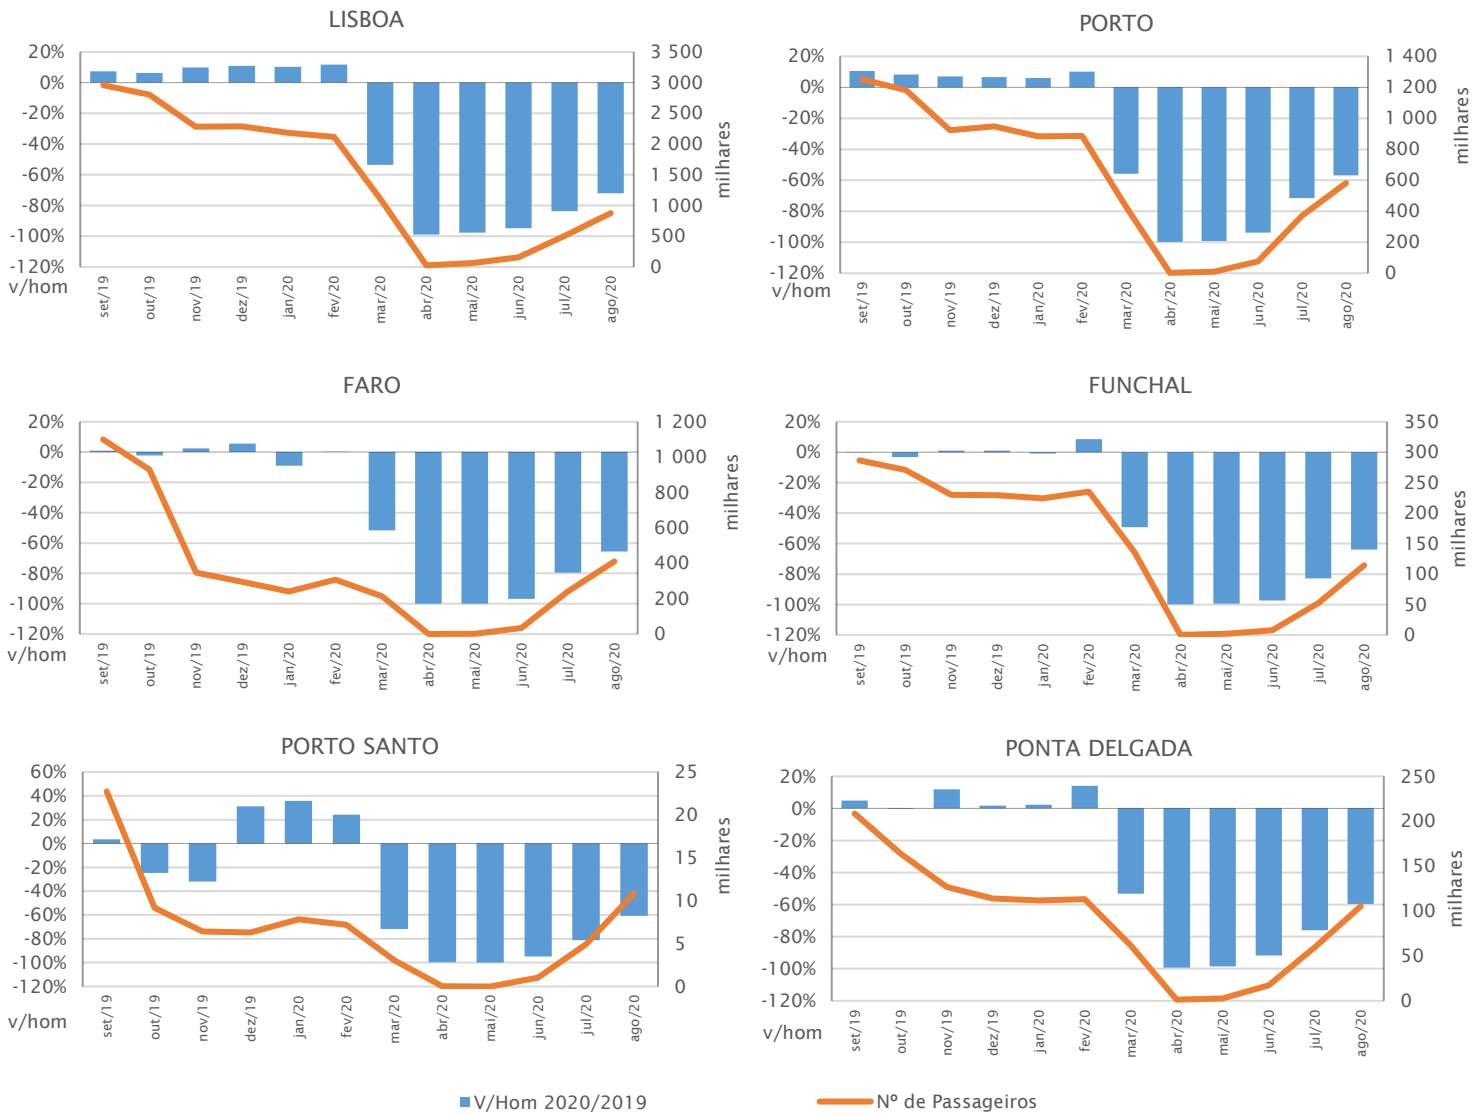 LISBOA
20%
0%
-20%
-40%
-60%
-80%
-100%
-120%
v/hom
3 500
3 000
2 500
2 000
1 500
1 000
500
0
milhares
set/19
out/19
nov/19
dez/19
jan/20
fev/20
mar/20
abr/20
mai/20
jun/20
jul/20
ago/20
PORTO
20%
0%
-20%
-40%
-60%
-80%
-100%
-120%
v/hom
1 400
1 200
1 000
800
600
400
200
0
milhares
set/19
out/19
nov/19
dez/19
jan/20
fev/20
mar/20
abr/20
mai/20
jun/20
jul/20
ago/20
FARO
20%
0%
-20%
-40%
-60%
-80%
-100%
-120%
v/hom
1 200
1 000
800
600
400
200
0
milhares
set/19
out/19
nov/19
dez/19
jan/20
fev/20
mar/20
abr/20
mai/20
jun/20
jul/20
ago/20
FUNCHAL
20%
0%
-20%
-40%
-60%
-80%
-100%
-120%
v/hom
350
300
250
200
150
100
50
0
milhares
set/19
out/19
nov/19
dez/19
jan/20
fev/20
mar/20
abr/20
mai/20
jun/20
jul/20
ago/20
PORTO SANTO
60%
40%
20%
0%
-20%
-40%
-60%
-80%
-100%
-120%
v/hom
25
20
15
10
5
0
milhares
set/19
out/19
nov/19
dez/19
jan/20
fev/20
mar/20
abr/20
mai/20
jun/20
jul/20
ago/20
PONTA DELGADA
20%
0%
-20%
-40%
-60%
-80%
-100%
-120%
v/hom
250
200
150
100
50
0
milhares
set/19
out/19
nov/19
dez/19
jan/20
fev/20
mar/20
abr/20
mai/20
jun/20
jul/20
ago/20
V/Hom 2020/2019
Nº de Passageiros